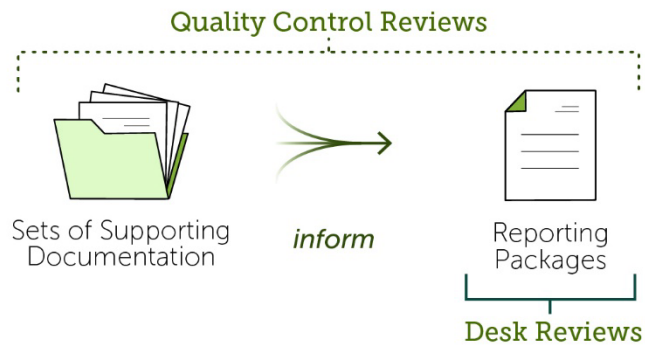 Quality Control Reviews
Sets of Supporting
Documentation
inform
Reporting
Packages
Desk Reviews